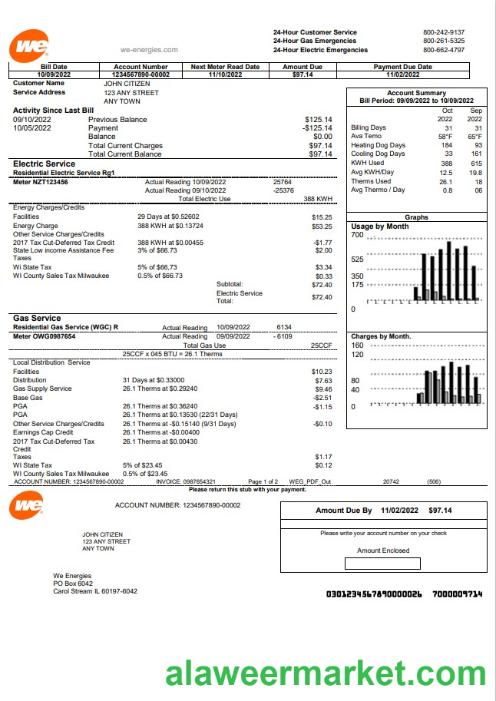 we
we-energies.com
24-Hour Customer Service 800-242-9137
24-Hour Gas Emergencies 800-261-5325
24-Hour Electric Emergencies 800-662-4797
Bill Date Account Number Next Moter Read Date Amount Due Payment Due Date
10/09/2022 1234567890-00002 11/10/2022 $97.14 11/02/2022
Customer Name JOHN CITIZEN
Service Address 123 ANY STREET
ANY TOWN
Account Summary
Bill Period: 09/09/2022 to 10/09/2022
Oct Sep
2022 2022
Billing Days 31 31
Ava Temo 58°F 65°F
Heating Dog Days 184 93
Cooling Dog Days 33 161
KWH Used 388 615
Avg KWH/Day 12.5 19.8
Therms Used 26.1 18
Avg Thermo / Day 0.8 06
Activity Since Last Bill
09/10/2022 Previous Balance $125.14
10/05/2022 Payment -$125.14
Balance $0.00
Total Current Charges $97.14
Total Current Balance $97.14
Electric Service
Residential Electric Service Rg1
Meter NZT123456 Actual Reading 10/09/2022 25764
Actual Reading 09/10/2022 -25376
Total Electric Use 388 KWH
Energy Charges/Credits
Facilities 29 Days at $0.52602 $15.25
Energy Charge 388 KWH at $0.13724 $53.25
Other Service Charges/Credits
2017 Tax Cut-Deferred Tax Credit 388 KWH at $0.00455 -$1.77
State Low Income Assistance Fee 3% of $66.73 $2.00
Taxes
WI State Tax 5% of $66,73 $3.34
WI County Sales Tax Milwaukee 0.5% of $66.73 $0.33
Subtotal: $72.40
Electric Service
Total: $72.40
Graphs
Usage by Month
700
525
350
175
0
Gas Service
Residential Gas Service (WGC) R Actual Reading 10/09/2022 6134
Meter OWG0987654 Actual Reading 09/09/2022 - 6109
Total Gas Use 25CCF
25CCF x 045 BTU = 26.1 Therms
Charges by Month.
160
120
80
40
0
Local Distribution Service
Facilities $10.23
Distribution 31 Days at $0.33000 $7.63
Gas Supply Service 26.1 Therms at $0.29240 $9.46
Base Gas -$2.51
PGA 26.1 Therms at $0.36240 -$1.15
PGA 26.1 Therms at $0.13530 (22/31 Days)
Other Service Charges/Credits 26.1 Therms at -$0.15140 (9/31 Days) -$0.10
Earnings Cap Credit 26.1 Therms at -$0.00400
2017 Tax Cut-Deferred Tax 26.1 Therms at $0.00430
Credit
Taxes $1.17
WI State Tax 5% of $23.45 $0.12
WI County Sales Tax Milwaukee 0.5% of $23.45
ACCOUNT NUMBER: 1234567890-00002 INVOICE: 0987654321 Page 1 of 2 WEG_PDF_Out 20742 (506)
Please return this stub with your payment.
we
ACCOUNT NUMBER: 1234567890-00002
Amount Due By 11/02/2022 $97.14
JOHN CITIZEN
123 ANY STREET
ANY TOWN
Please write your account number on your check
Amount Enclosed
We Energies
PO Box 6042
Carol Stream IL 60197-6042
0301234567890000026 7000009714
alaweermarket.com